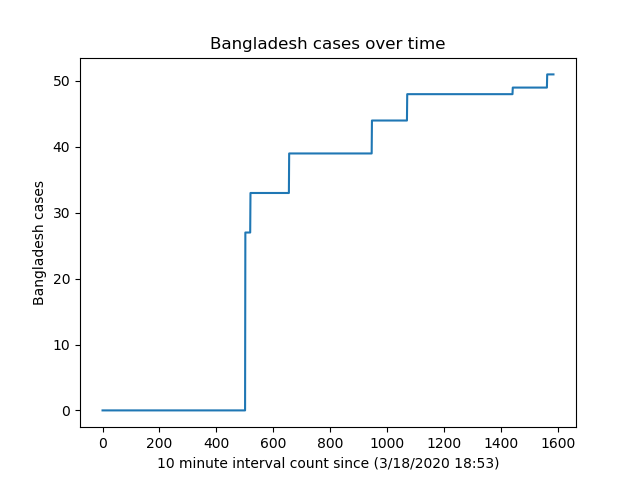 Bangladesh cases over time
50
40
30
20
10
0
Bangladesh cases
0 200 400 600 800 1000 1200 1400 1600
10 minute interval count since (3/18/2020 18:53)